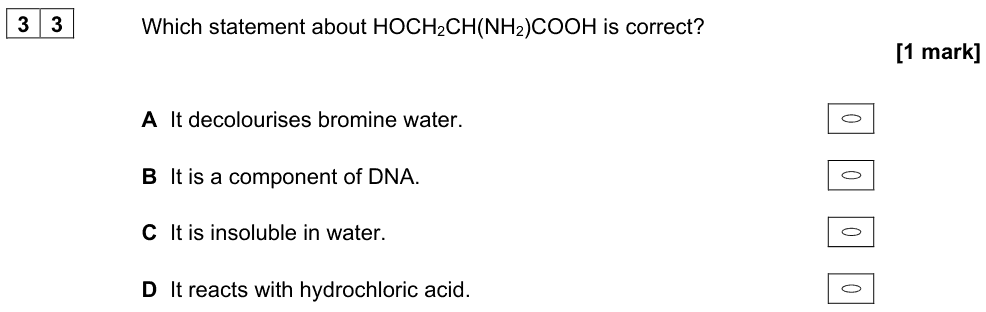 3 3 Which statement about HOCH₂CH(NH₂)COOH is correct?
[1 mark]
A It decolourises bromine water.
B It is a component of DNA.
C It is insoluble in water.
D It reacts with hydrochloric acid.